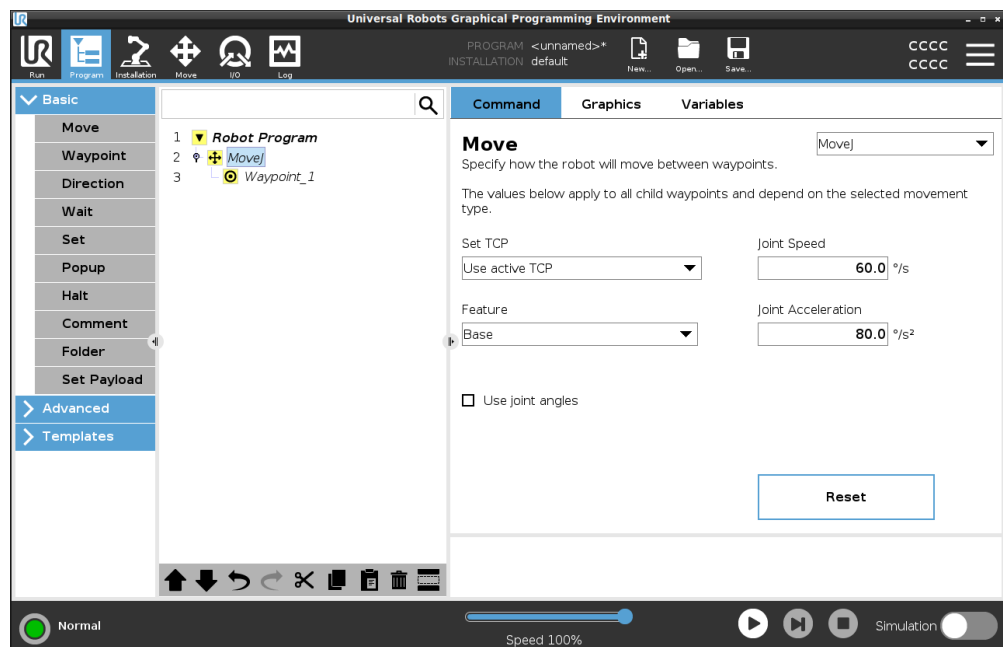 UR
Universal Robots Graphical Programming Environment
UR
Run
Program
Installation
Move
I/O
Log
PROGRAM <unnamed>*
INSTALLATION default
New...
Open...
Save...
CCCC
CCCC
Basic
Move
Waypoint
Direction
Wait
Set
Popup
Halt
Comment
Folder
Set Payload
Advanced
Templates
1 Robot Program
2 MoveJ
3 Waypoint_1
Command Graphics Variables
Move
MoveJ
Specify how the robot will move between waypoints.
The values below apply to all child waypoints and depend on the selected movement
type.
Set TCP
Joint Speed
Use active TCP
60.0 °/s
Feature
Joint Acceleration
Base
80.0 °/s²
Use joint angles
Reset
Normal
Speed 100%
Simulation